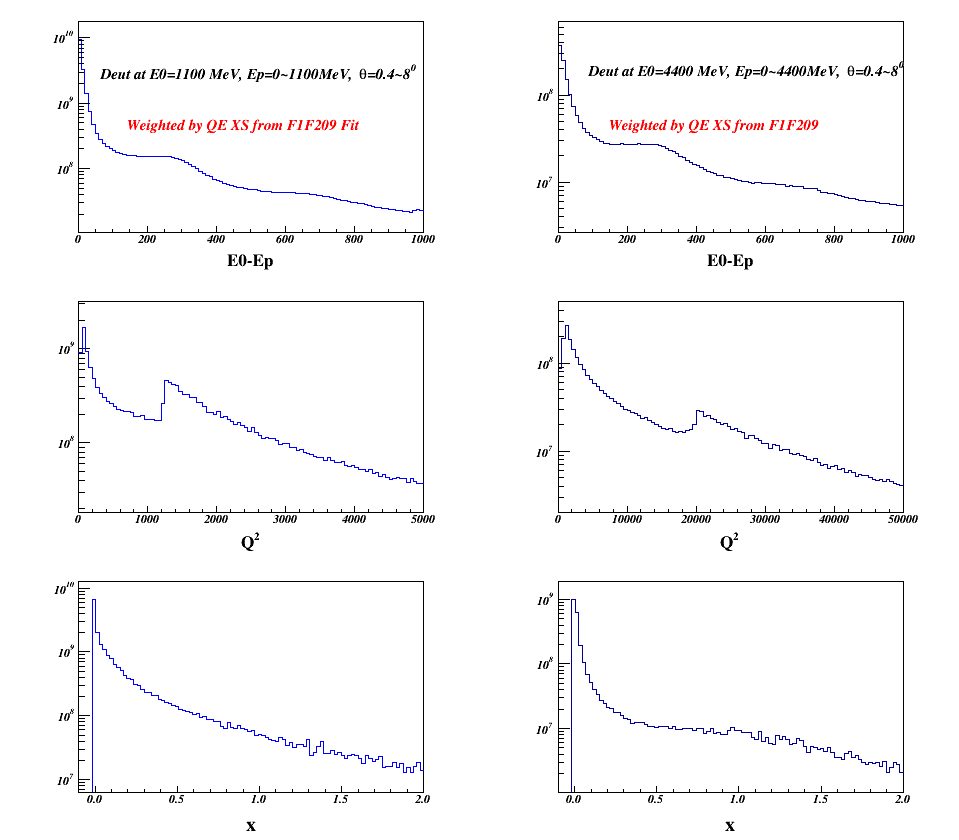 Deut at E0=1100 MeV, Ep=0~1100MeV, θ=0.4~8⁰
Weighted by QE XS from F1F209 Fit
10¹⁰
10⁹
10⁸
0 200 400 600 800 1000
E0-Ep
Deut at E0=4400 MeV, Ep=0~4400MeV, θ=0.4~8⁰
Weighted by QE XS from F1F209
10⁸
10⁷
0 200 400 600 800 1000
E0-Ep
10⁹
10⁸
0 1000 2000 3000 4000 5000
Q²
10⁸
10⁷
0 10000 20000 30000 40000 50000
Q²
10¹⁰
10⁹
10⁸
10⁷
0.0 0.5 1.0 1.5 2.0
x
10⁹
10⁸
10⁷
0.0 0.5 1.0 1.5 2.0
x